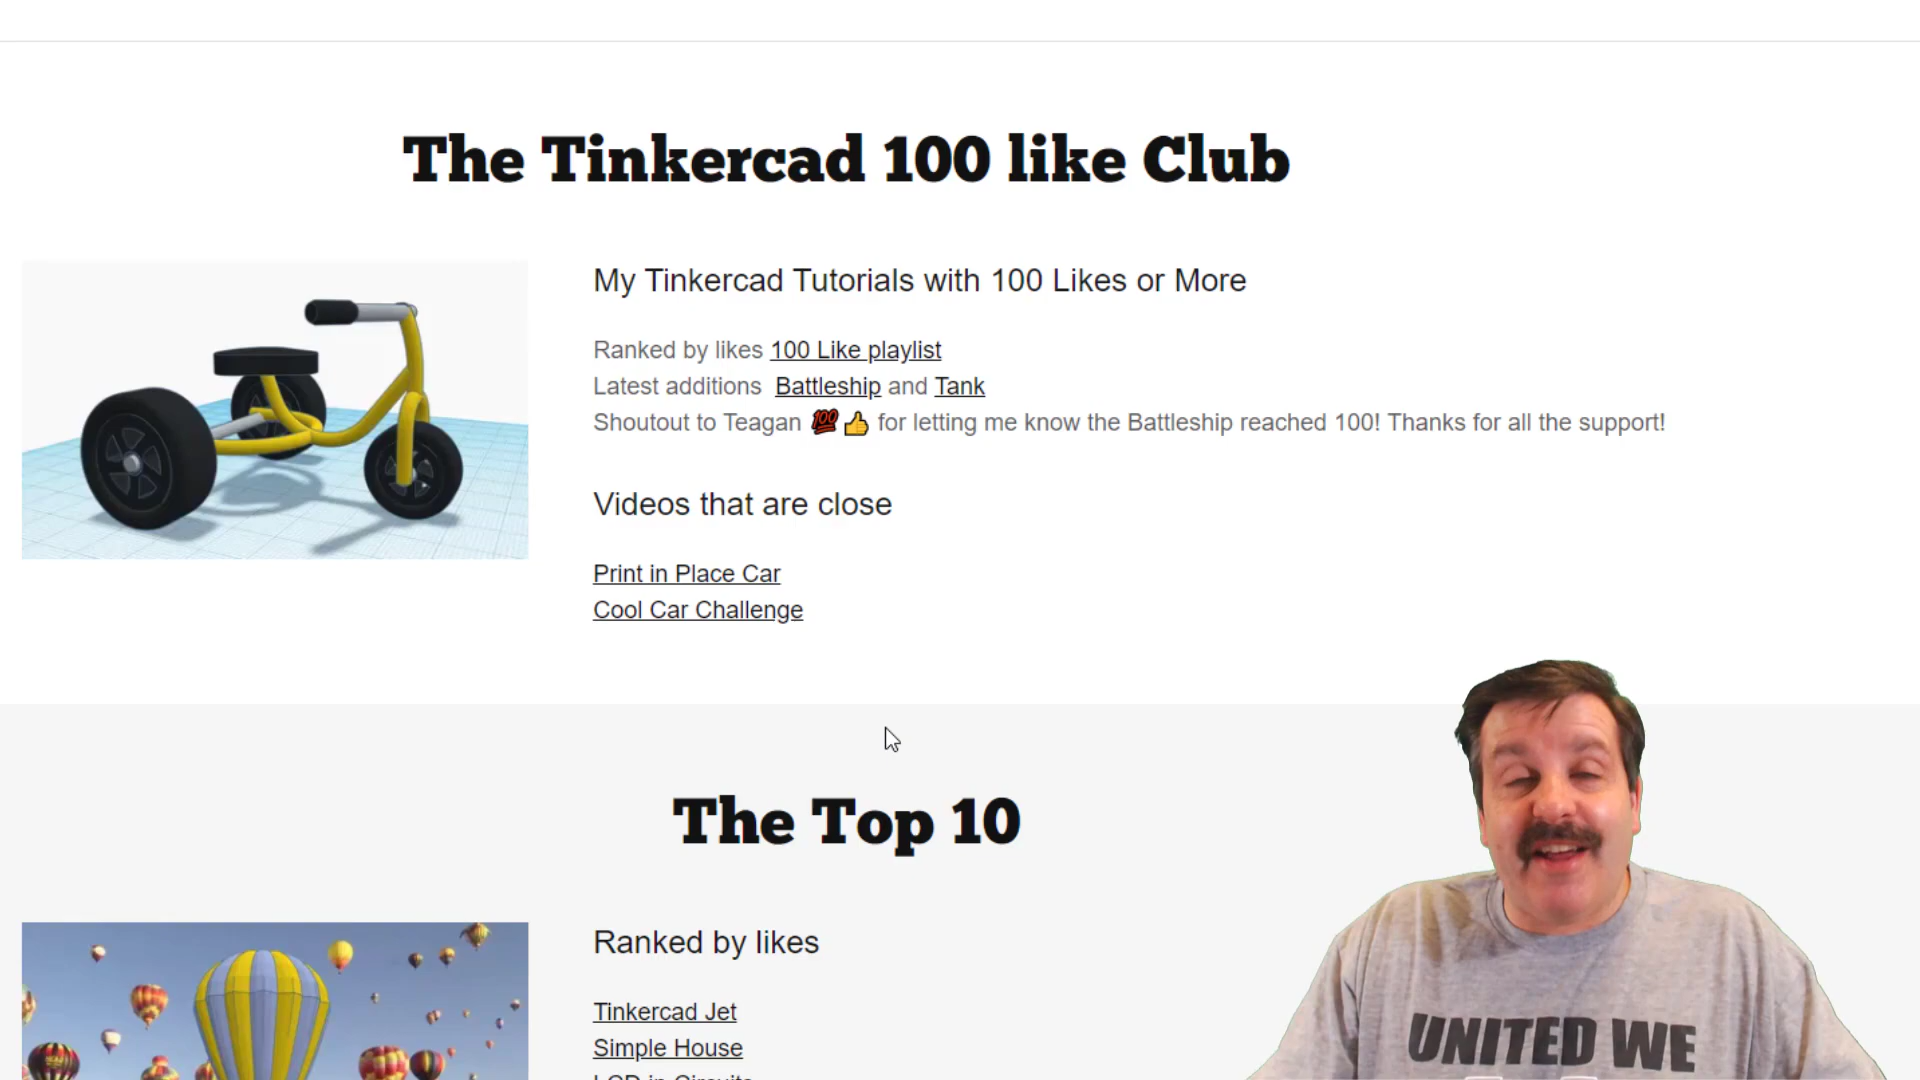 The Tinkercad 100 like Club
My Tinkercad Tutorials with 100 Likes or More
Ranked by likes 100 Like playlist
Latest additions Battleship and Tank
Shoutout to Teagan 💯👍 for letting me know the Battleship reached 100! Thanks for all the support!
Videos that are close
Print in Place Car
Cool Car Challenge
The Top 10
Ranked by likes
Tinkercad Jet
Simple House
LCD in Circuits
UNITED WE